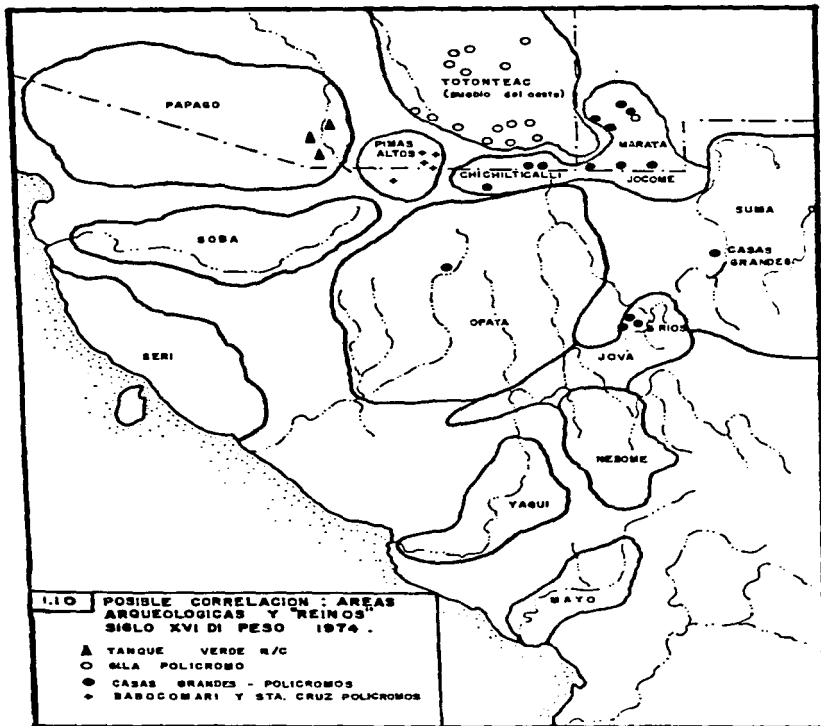 PAPAGO
TOTONTEAC
(pueblo del oeste)
PIMAS
ALTOS
MARATA
CHICHILTICALLI
JOCOME
SUMA
SOBA
CASAS
GRANDES
OPATA
SERI
RIOS
JOVA
NEBOME
YAQUI
MAYO
1.10 POSIBLE CORRELACION : AREAS
ARQUEOLOGICAS Y "REINOS"
SIGLO XVI DI PESO 1974 .
TANQUE VERDE R/C
GILA POLICROMO
CASAS GRANDES - POLICROMOS
BABOCOMARI Y STA. CRUZ POLICROMOS